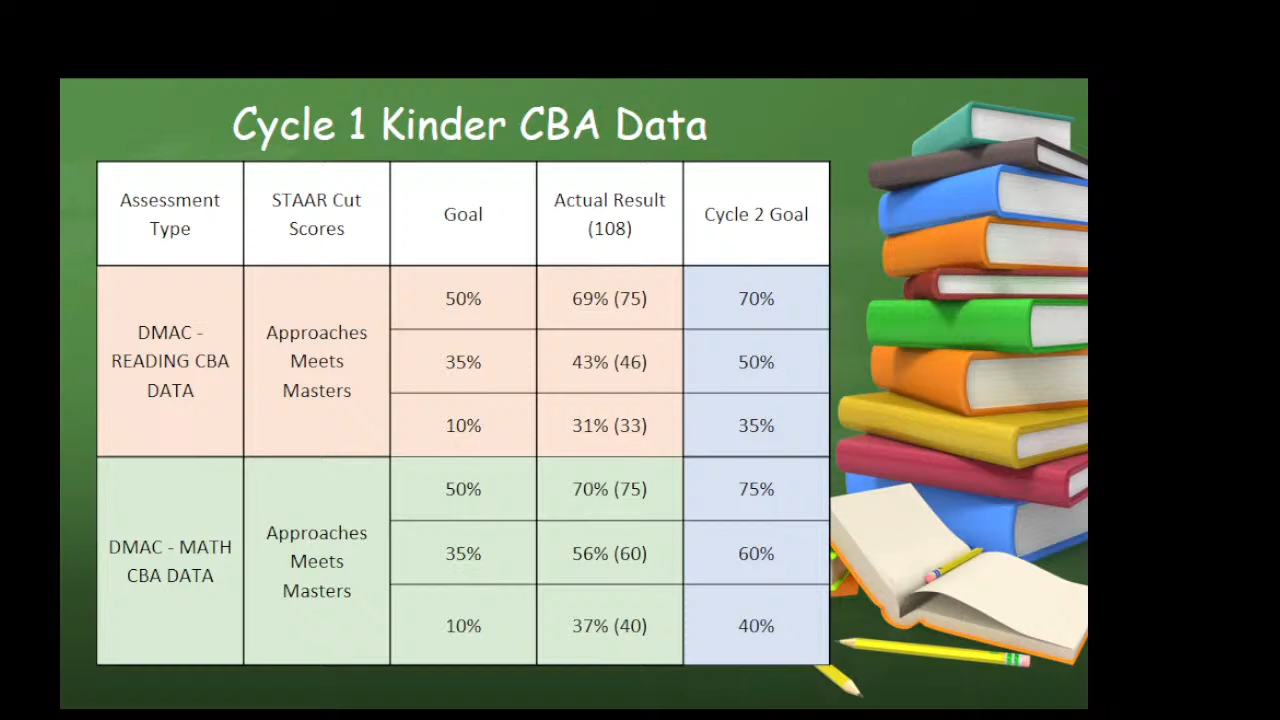 Cycle 1 Kinder CBA Data
Assessment
Type
STAAR Cut
Scores
Goal
Actual Result
(108)
Cycle 2 Goal
DMAC -
READING CBA
DATA
Approaches
Meets
Masters
50%
69% (75)
70%
35%
43% (46)
50%
10%
31% (33)
35%
DMAC - MATH
CBA DATA
Approaches
Meets
Masters
50%
70% (75)
75%
35%
56% (60)
60%
10%
37% (40)
40%